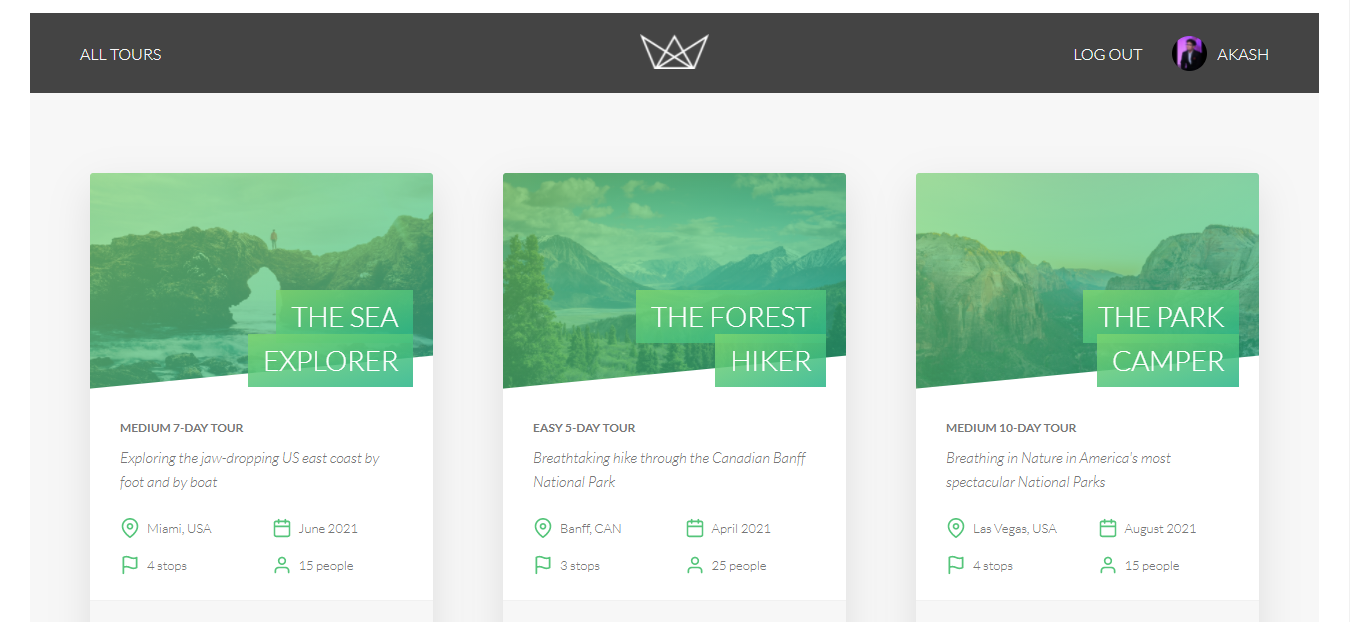 ALL TOURS
LOG OUT
AKASH
THE SEA
EXPLORER
MEDIUM 7-DAY TOUR
Exploring the jaw-dropping US east coast by
foot and by boat
Miami, USA
June 2021
4 stops
15 people
THE FOREST
HIKER
EASY 5-DAY TOUR
Breathtaking hike through the Canadian Banff
National Park
Banff, CAN
April 2021
3 stops
25 people
THE PARK
CAMPER
MEDIUM 10-DAY TOUR
Breathing in Nature in America's most
spectacular National Parks
Las Vegas, USA
August 2021
4 stops
15 people